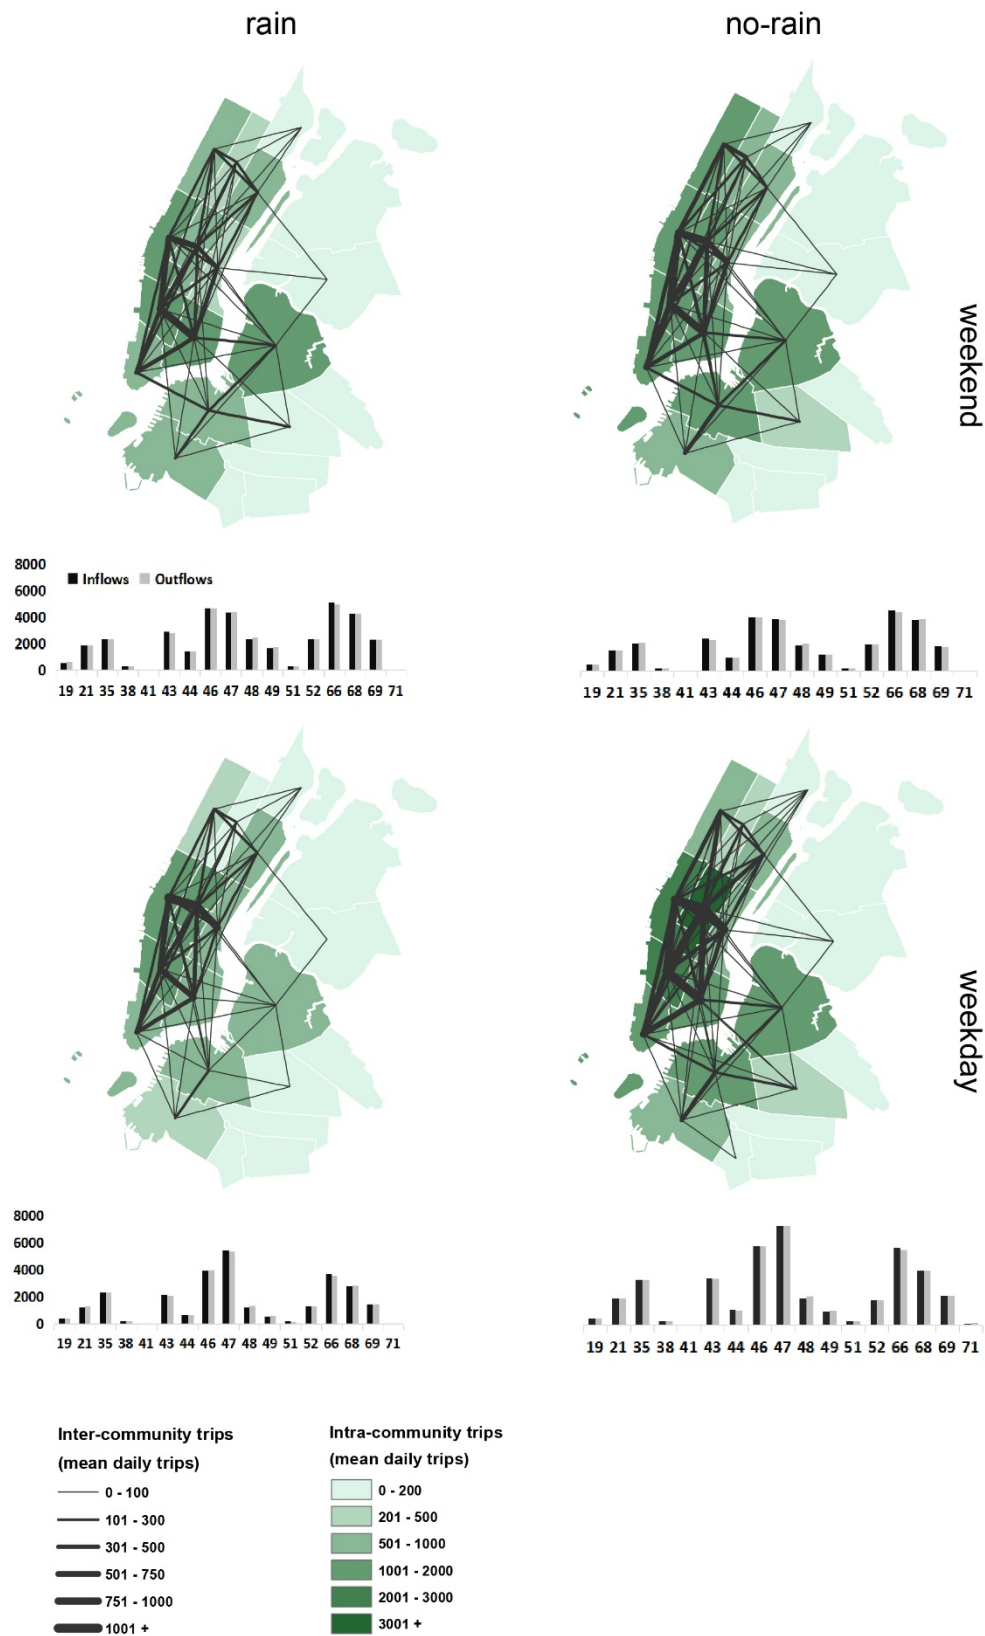 rain
no-rain
weekend
8000
6000
4000
2000
0
Inflows Outflows
19 21 35 38 41 43 44 46 47 48 49 51 52 66 68 69 71
19 21 35 38 41 43 44 46 47 48 49 51 52 66 68 69 71
weekday
8000
6000
4000
2000
0
19 21 35 38 41 43 44 46 47 48 49 51 52 66 68 69 71
19 21 35 38 41 43 44 46 47 48 49 51 52 66 68 69 71
Inter-community trips
(mean daily trips)
0 - 100
101 - 300
301 - 500
501 - 750
751 - 1000
1001 +
Intra-community trips
(mean daily trips)
0 - 200
201 - 500
501 - 1000
1001 - 2000
2001 - 3000
3001 +